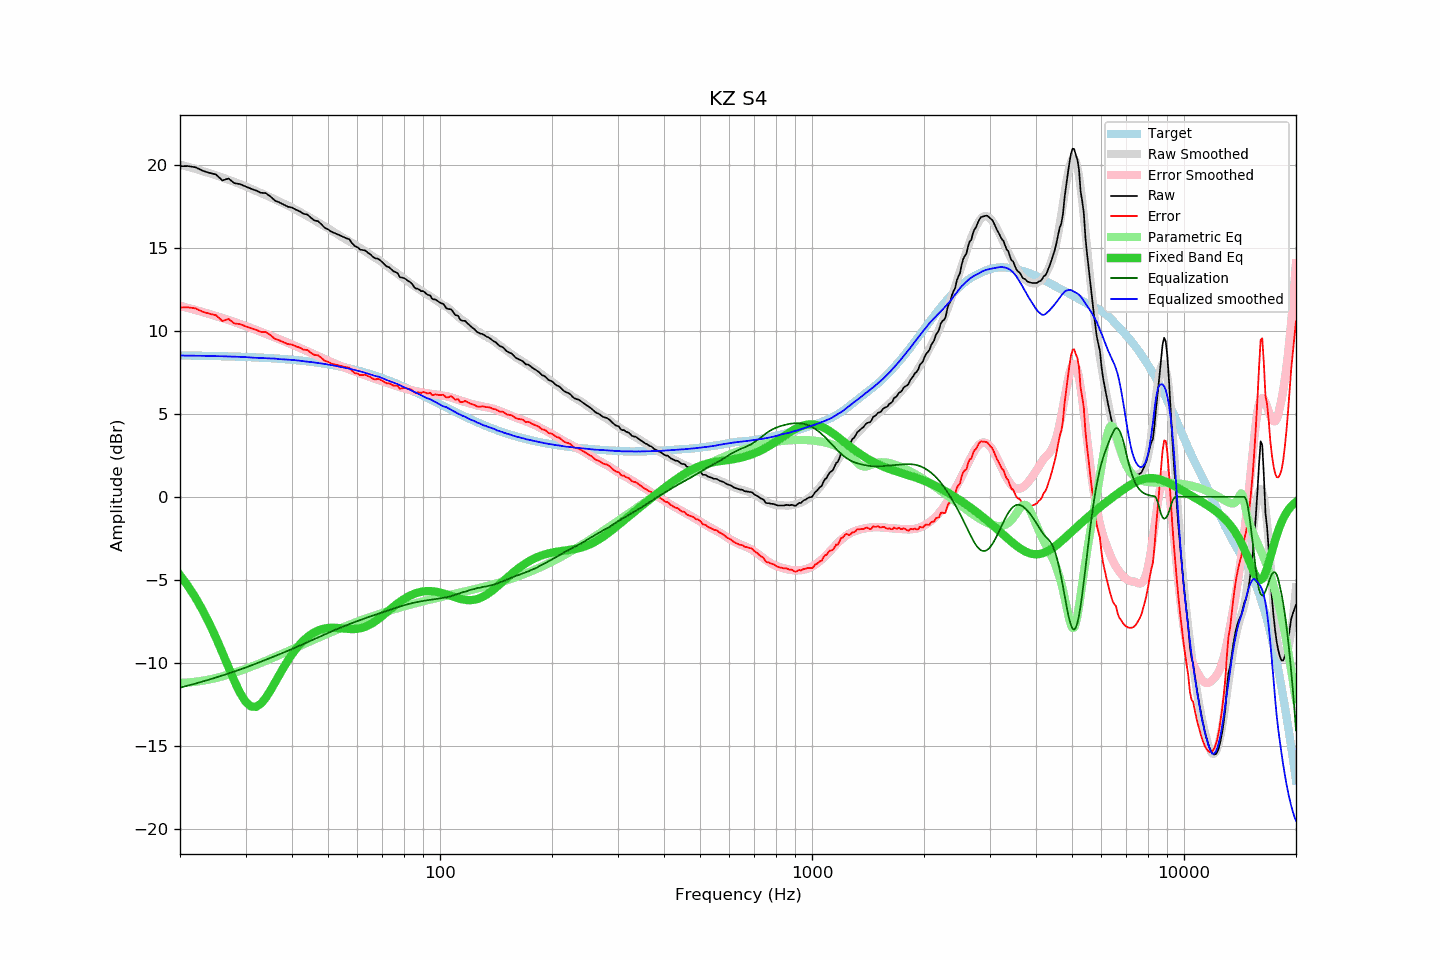 KZ S4
Target
Raw Smoothed
Error Smoothed
Raw
Error
Parametric Eq
Fixed Band Eq
Equalization
Equalized smoothed
Amplitude (dBr)
20
15
10
5
0
−5
−10
−15
−20
100
1000
10000
Frequency (Hz)